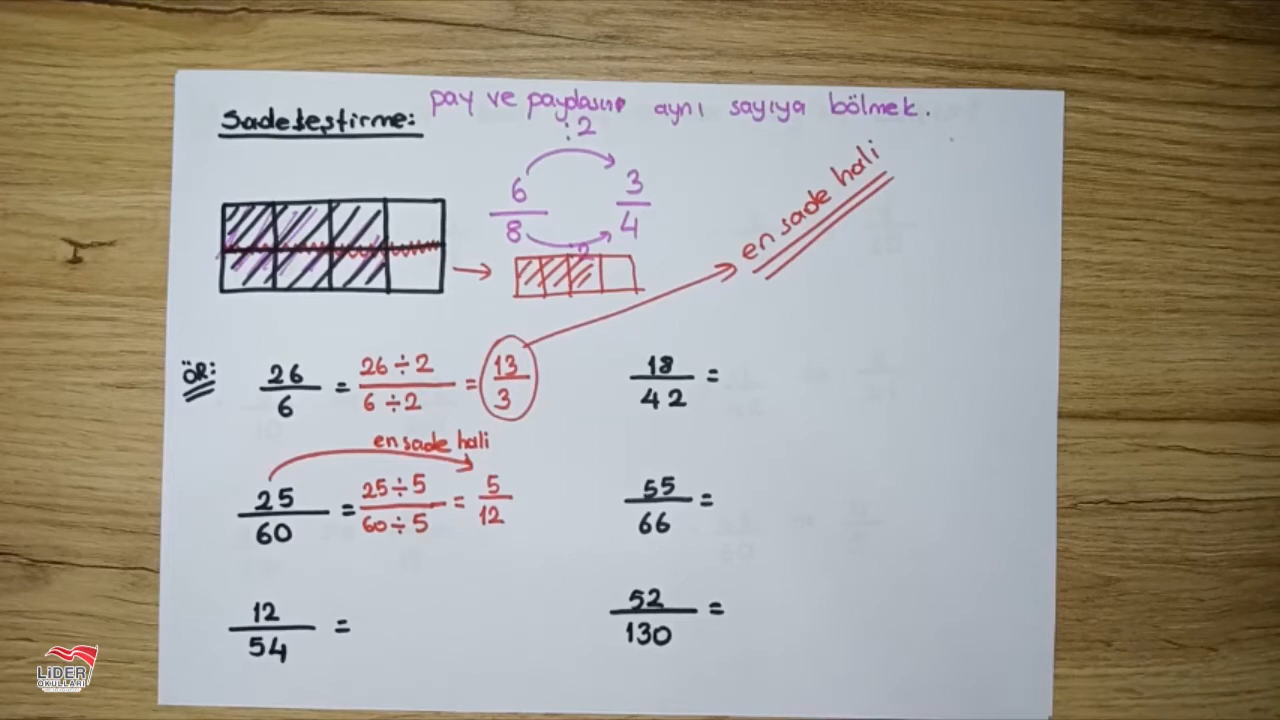 Sadeleştirme: pay ve paydasını aynı sayıya bölmek.
:2
6/8 3/4
:2
en sade hali
ÖR: 26/6 = 26÷2/6÷2 = 13/3
18/42 =
en sade hali
25/60 = 25÷5/60÷5 = 5/12
55/66 =
12/54 =
52/130 =
LİDER
OKULLARI